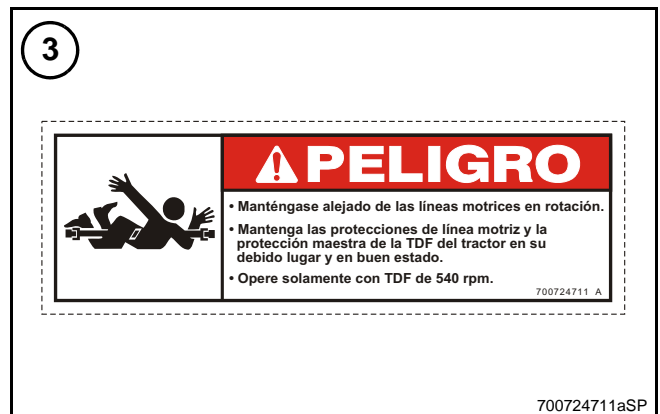 3
PELIGRO
• Manténgase alejado de las líneas motrices en rotación.
• Mantenga las protecciones de línea motriz y la
protección maestra de la TDF del tractor en su
debido lugar y en buen estado.
• Opere solamente con TDF de 540 rpm.
700724711 A
700724711aSP